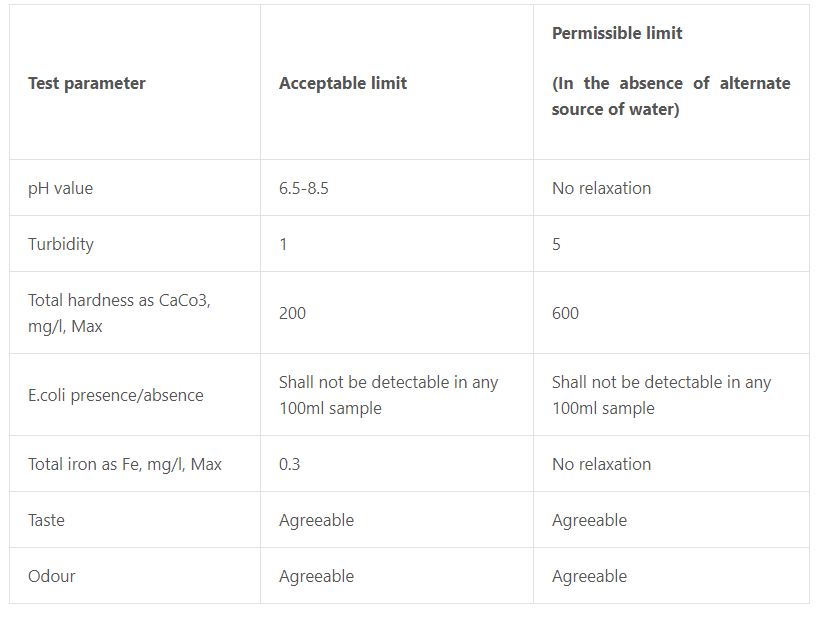 Test parameter
Acceptable limit
Permissible limit
(In the absence of alternate
source of water)
pH value
6.5-8.5
No relaxation
Turbidity
1
5
Total hardness as CaCo3,
mg/l, Max
200
600
E.coli presence/absence
Shall not be detectable in any
100ml sample
Shall not be detectable in any
100ml sample
Total iron as Fe, mg/l, Max
0.3
No relaxation
Taste
Agreeable
Agreeable
Odour
Agreeable
Agreeable